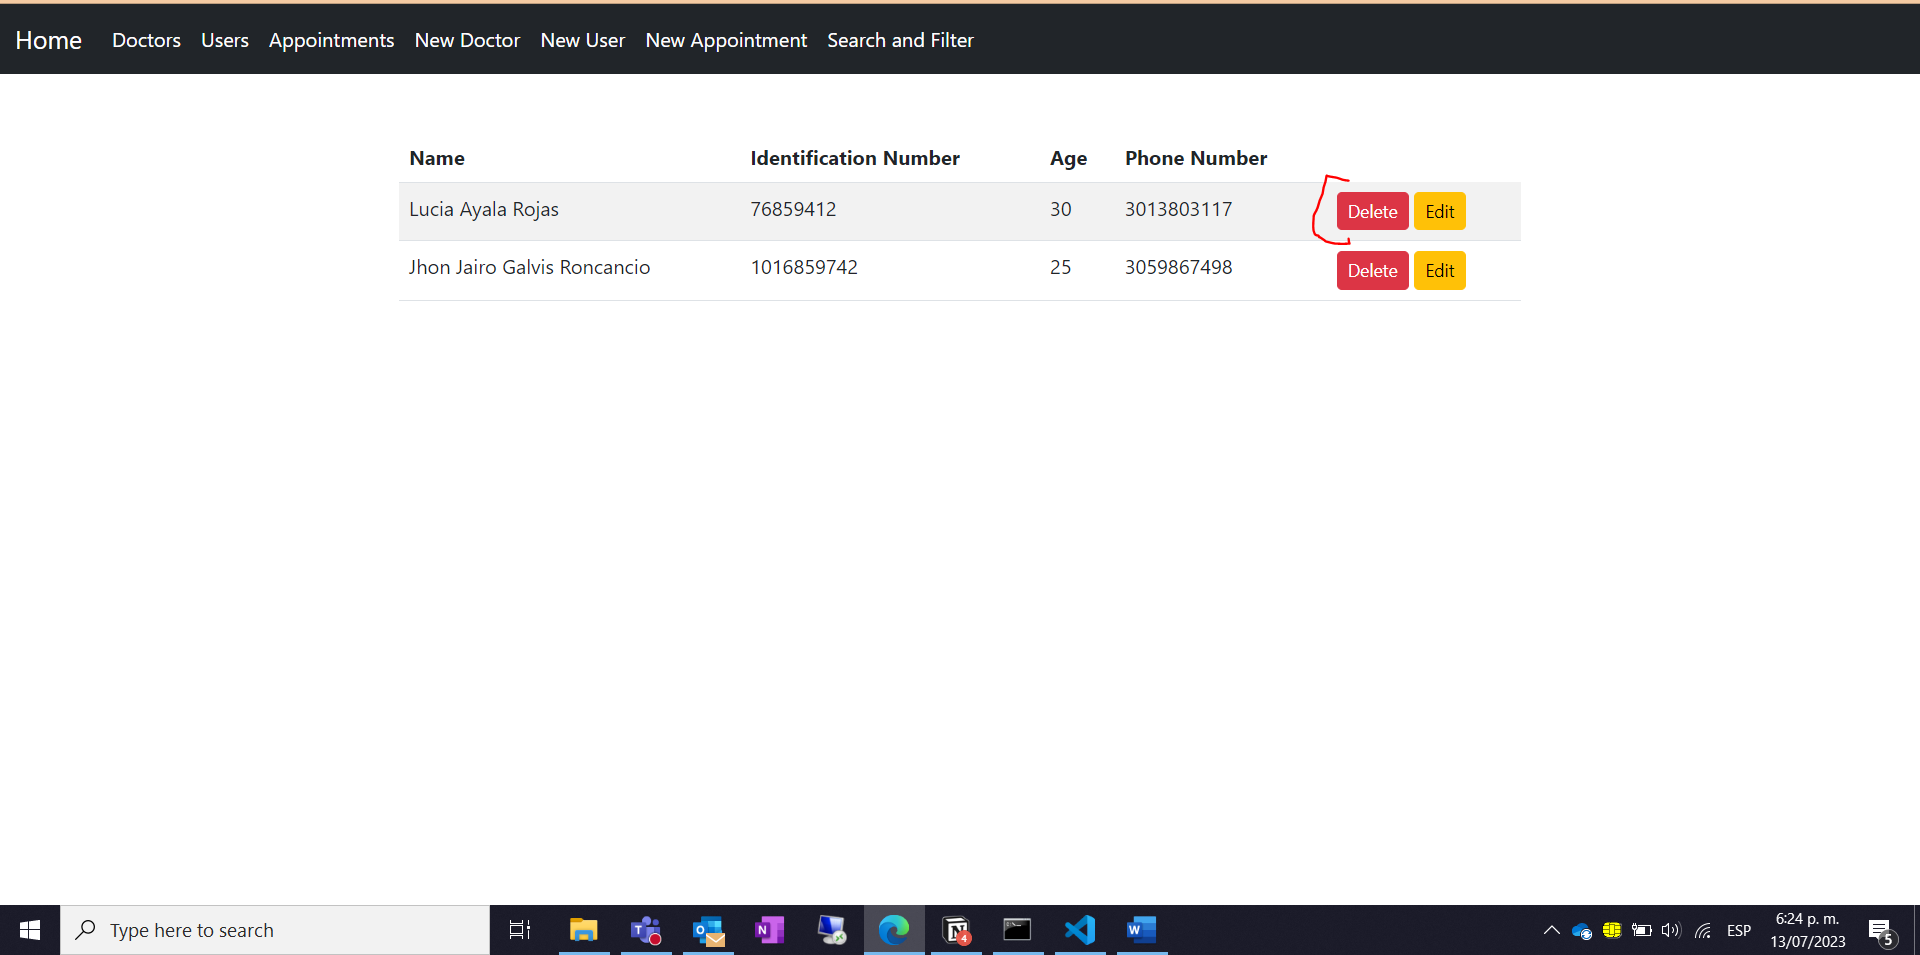 Home Doctors Users Appointments New Doctor New User New Appointment Search and Filter
Name Identification Number Age Phone Number
Lucia Ayala Rojas 76859412 30 3013803117 Delete Edit
Jhon Jairo Galvis Roncancio 1016859742 25 3059867498 Delete Edit
Type here to search T O N N 4 W ESP 6:24 p. m.
13/07/2023 5